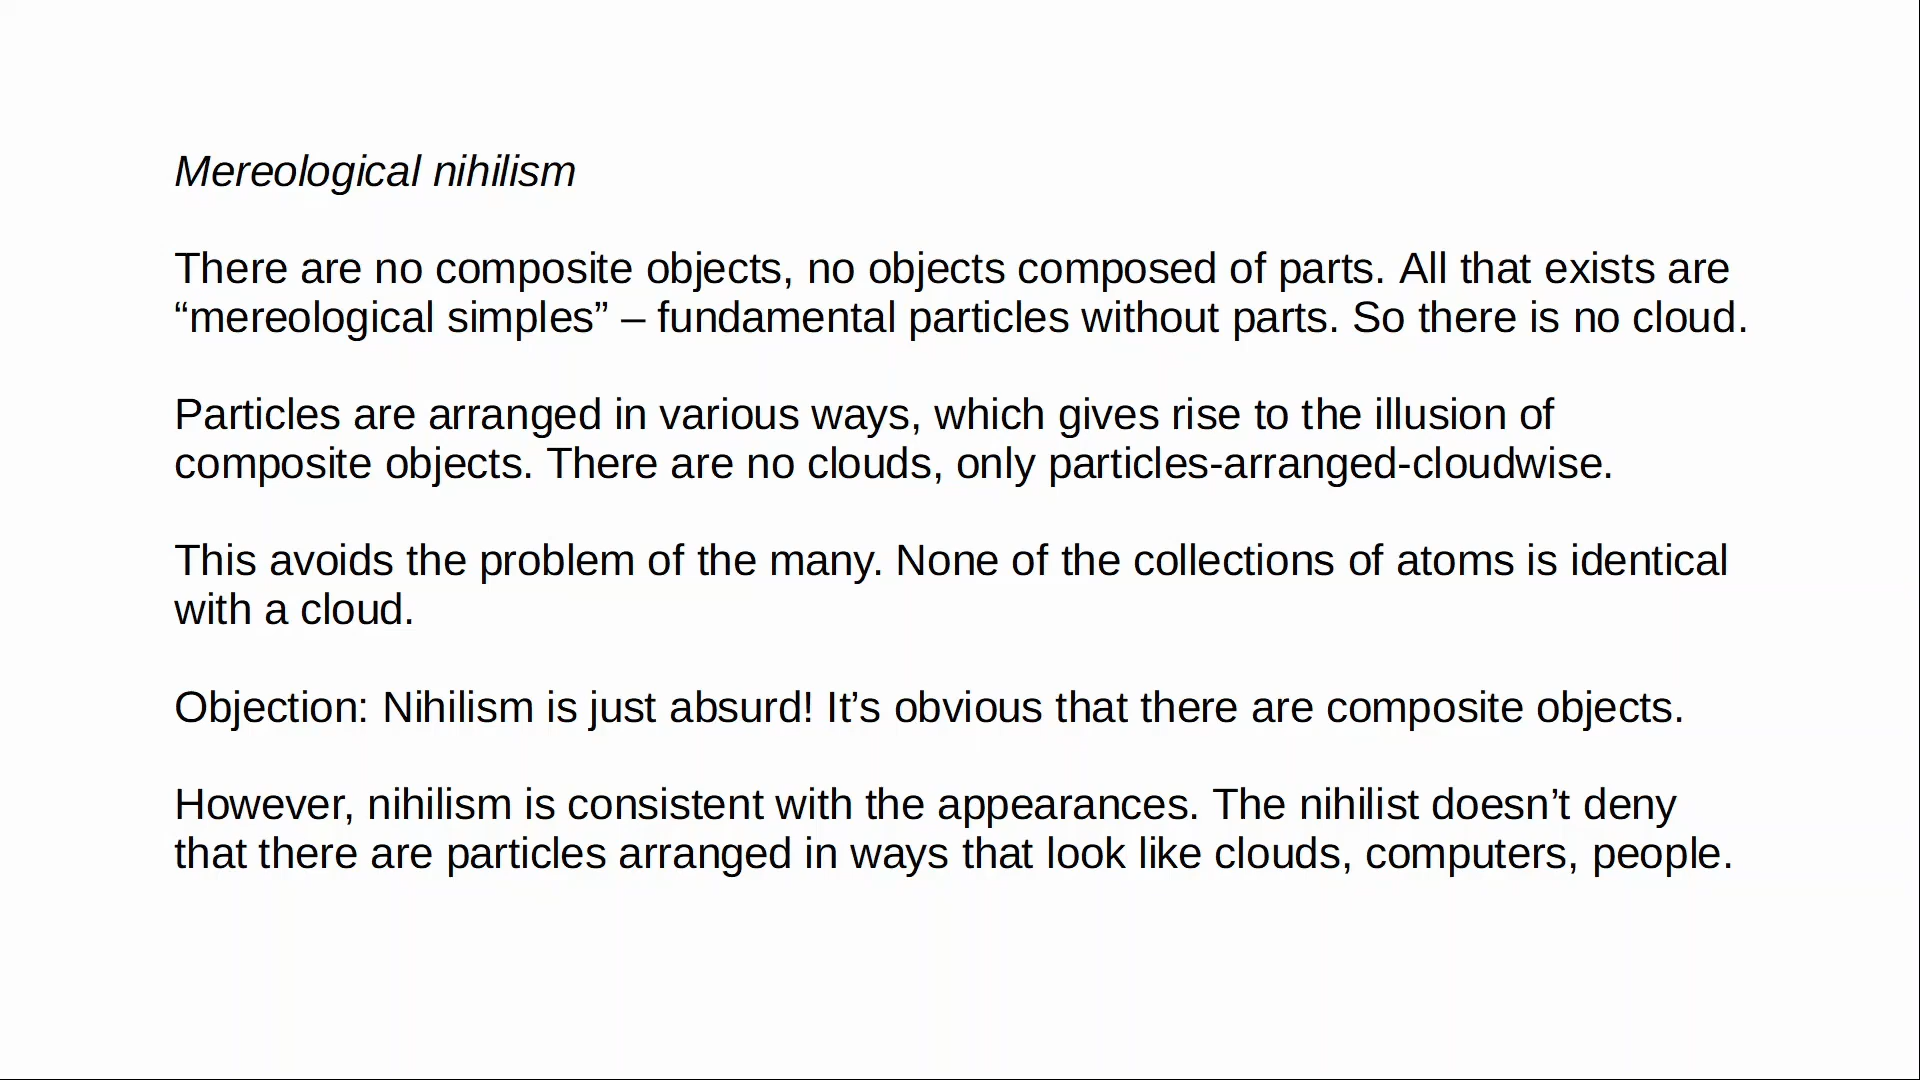 Mereological nihilism
There are no composite objects, no objects composed of parts. All that exists are
“mereological simples” – fundamental particles without parts. So there is no cloud.
Particles are arranged in various ways, which gives rise to the illusion of
composite objects. There are no clouds, only particles-arranged-cloudwise.
This avoids the problem of the many. None of the collections of atoms is identical
with a cloud.
Objection: Nihilism is just absurd! It’s obvious that there are composite objects.
However, nihilism is consistent with the appearances. The nihilist doesn’t deny
that there are particles arranged in ways that look like clouds, computers, people.